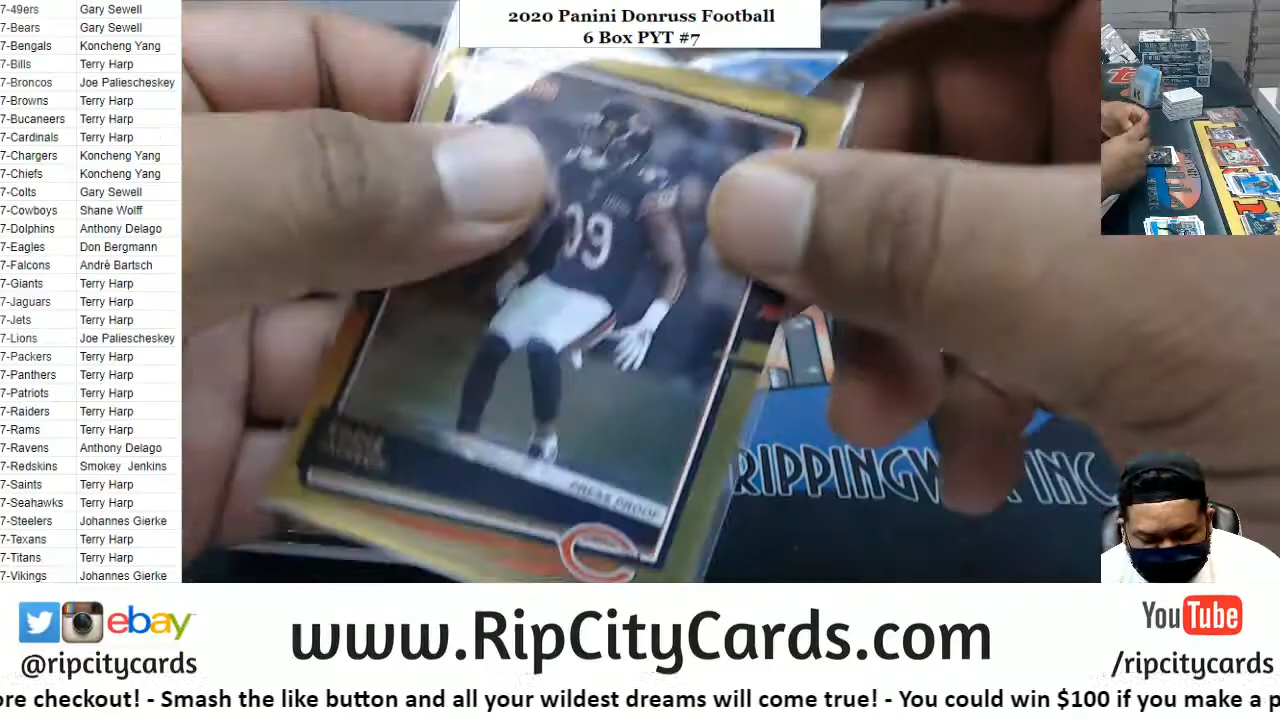 2020 Panini Donruss Football
6 Box PYT #7
7-49ers Gary Sewell
7-Bears Gary Sewell
7-Bengals Koncheng Yang
7-Bills Terry Harp
7-Broncos Joe Paliescheskey
7-Browns Terry Harp
7-Bucaneers Terry Harp
7-Cardinals Terry Harp
7-Chargers Koncheng Yang
7-Chiefs Koncheng Yang
7-Colts Gary Sewell
7-Cowboys Shane Wolff
7-Dolphins Anthony Delago
7-Eagles Don Bergmann
7-Falcons Andrè Bartsch
7-Giants Terry Harp
7-Jaguars Terry Harp
7-Jets Terry Harp
7-Lions Joe Paliescheskey
7-Packers Terry Harp
7-Panthers Terry Harp
7-Patriots Terry Harp
7-Raiders Terry Harp
7-Rams Terry Harp
7-Ravens Anthony Delago
7-Redskins Smokey Jenkins
7-Saints Terry Harp
7-Seahawks Terry Harp
7-Steelers Johannes Gierke
7-Texans Terry Harp
7-Titans Terry Harp
7-Vikings Johannes Gierke
39
PRESS PROOF
INC
ebay
@ripcitycards
www.RipCityCards.com
YouTube
/ripcitycards
ore checkout! - Smash the like button and all your wildest dreams will come true! - You could win $100 if you make a p